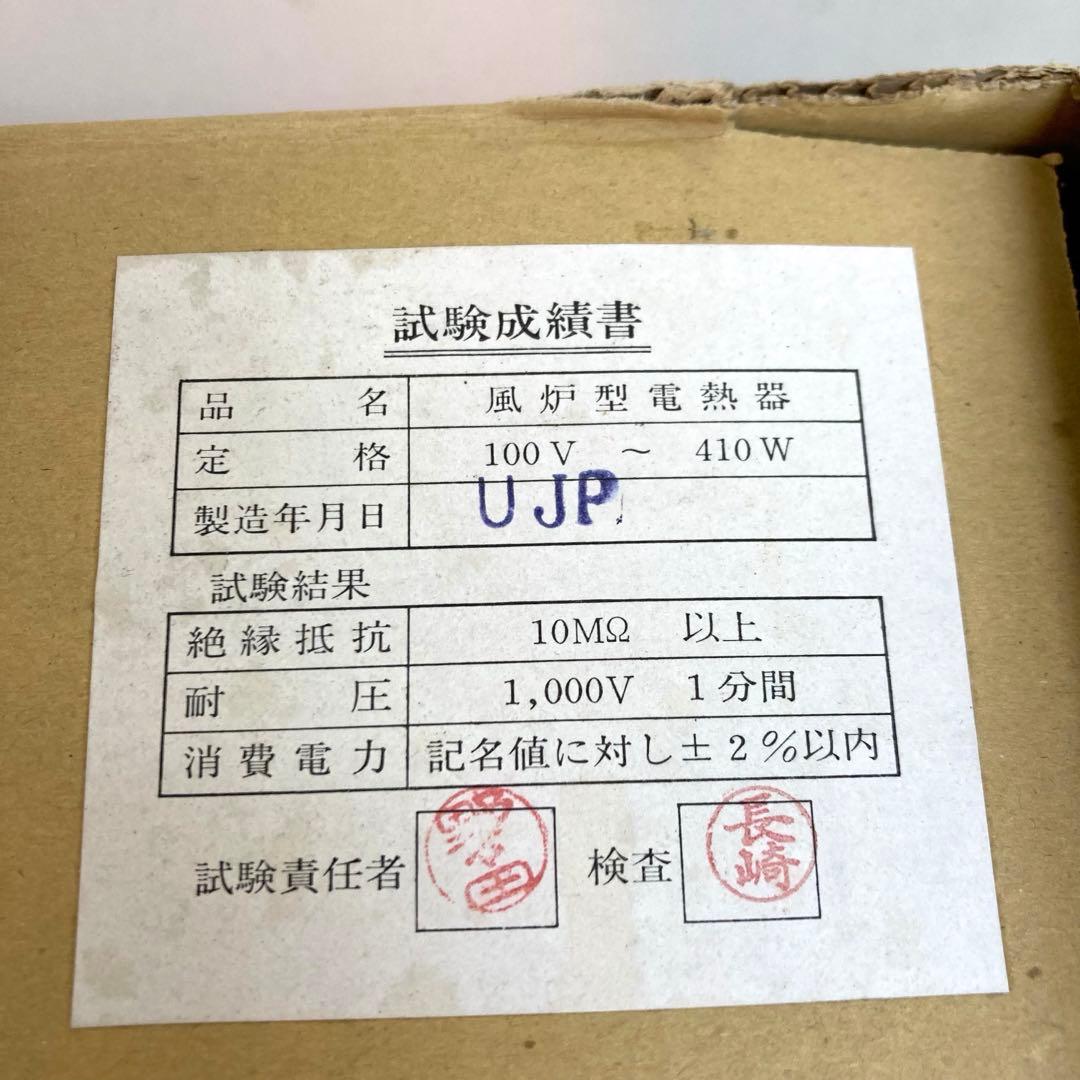 試験成績書
品名 風炉型電熱器
定格 100V ～ 410W
製造年月日 UJP
試験結果
絶縁抵抗 10MΩ 以上
耐圧 1,000V 1分間
消費電力 記名値に対し±2%以内
試験責任者 検査 長崎